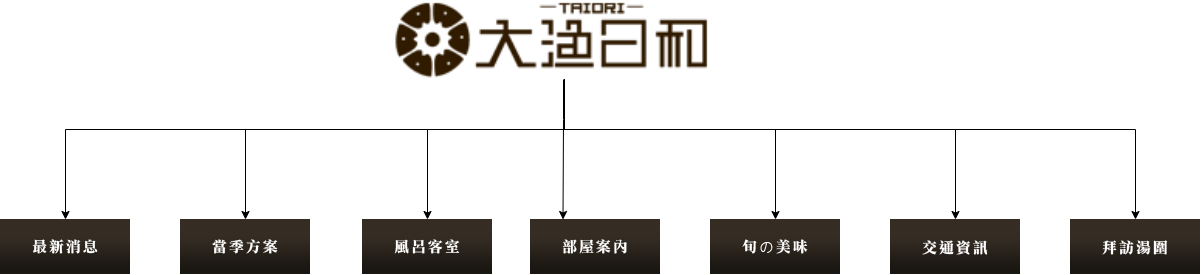 TAIORI
大漁日和
最新消息
當季方案
風呂客室
部屋案內
旬の美味
交通資訊
拜訪湯圍